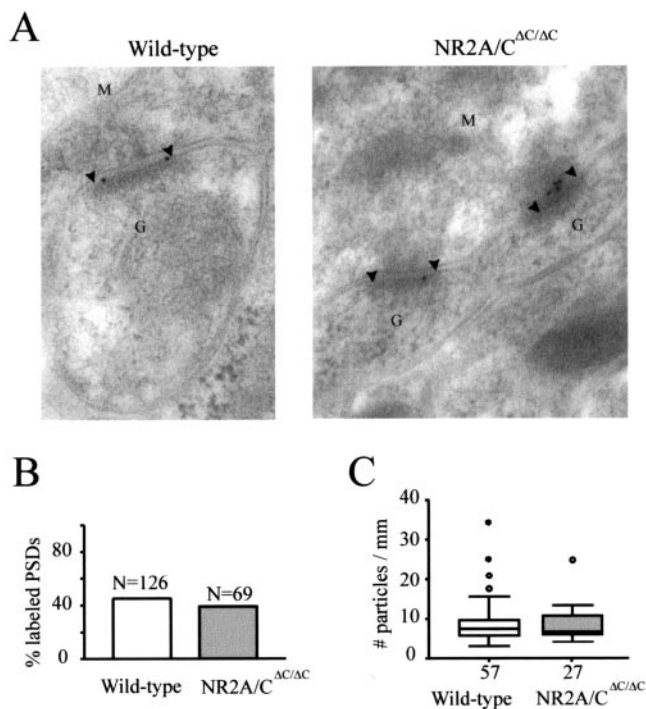 A
Wild-type
NR2A/C^ΔC/ΔC
M
G
M
G
G
B
% labeled PSDs
80
40
0
N=126
N=69
Wild-type
NR2A/C^ΔC/ΔC
C
# particles / mm
40
30
20
10
0
57
27
Wild-type
NR2A/C^ΔC/ΔC